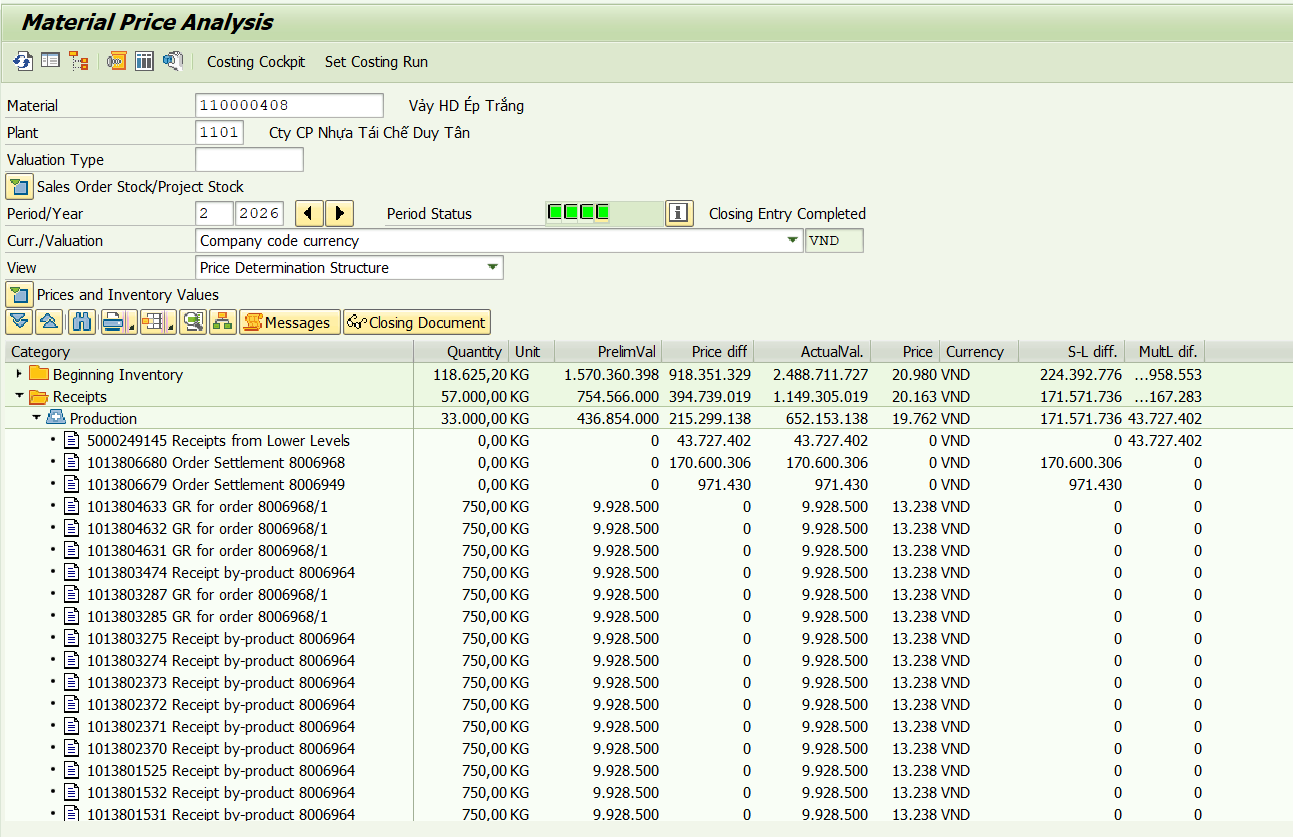 Material Price Analysis
Costing Cockpit Set Costing Run
Material 110000408 Vảy HD Ép Trắng
Plant 1101 Cty CP Nhựa Tái Chế Duy Tân
Valuation Type
Sales Order Stock/Project Stock
Period/Year 2 2026 Period Status Closing Entry Completed
Curr./Valuation Company code currency VND
View Price Determination Structure
Prices and Inventory Values
Messages Closing Document
Category Quantity Unit PrelimVal Price diff ActualVal. Price Currency S-L diff. MultL dif.
Beginning Inventory 118.625,20 KG 1.570.360.398 918.351.329 2.488.711.727 20.980 VND 224.392.776 ...958.553
Receipts 57.000,00 KG 754.566.000 394.739.019 1.149.305.019 20.163 VND 171.571.736 ...167.283
Production 33.000,00 KG 436.854.000 215.299.138 652.153.138 19.762 VND 171.571.736 43.727.402
5000249145 Receipts from Lower Levels 0,00 KG 0 43.727.402 43.727.402 0 VND 0 43.727.402
1013806680 Order Settlement 8006968 0,00 KG 0 170.600.306 170.600.306 0 VND 170.600.306 0
1013806679 Order Settlement 8006949 0,00 KG 0 971.430 971.430 0 VND 971.430 0
1013804633 GR for order 8006968/1 750,00 KG 9.928.500 0 9.928.500 13.238 VND 0 0
1013804632 GR for order 8006968/1 750,00 KG 9.928.500 0 9.928.500 13.238 VND 0 0
1013804631 GR for order 8006968/1 750,00 KG 9.928.500 0 9.928.500 13.238 VND 0 0
1013803474 Receipt by-product 8006964 750,00 KG 9.928.500 0 9.928.500 13.238 VND 0 0
1013803287 GR for order 8006968/1 750,00 KG 9.928.500 0 9.928.500 13.238 VND 0 0
1013803285 GR for order 8006968/1 750,00 KG 9.928.500 0 9.928.500 13.238 VND 0 0
1013803275 Receipt by-product 8006964 750,00 KG 9.928.500 0 9.928.500 13.238 VND 0 0
1013803274 Receipt by-product 8006964 750,00 KG 9.928.500 0 9.928.500 13.238 VND 0 0
1013802373 Receipt by-product 8006964 750,00 KG 9.928.500 0 9.928.500 13.238 VND 0 0
1013802372 Receipt by-product 8006964 750,00 KG 9.928.500 0 9.928.500 13.238 VND 0 0
1013802371 Receipt by-product 8006964 750,00 KG 9.928.500 0 9.928.500 13.238 VND 0 0
1013802370 Receipt by-product 8006964 750,00 KG 9.928.500 0 9.928.500 13.238 VND 0 0
1013801525 Receipt by-product 8006964 750,00 KG 9.928.500 0 9.928.500 13.238 VND 0 0
1013801532 Receipt by-product 8006964 750,00 KG 9.928.500 0 9.928.500 13.238 VND 0 0
1013801531 Receipt by-product 8006964 750,00 KG 9.928.500 0 9.928.500 13.238 VND 0 0